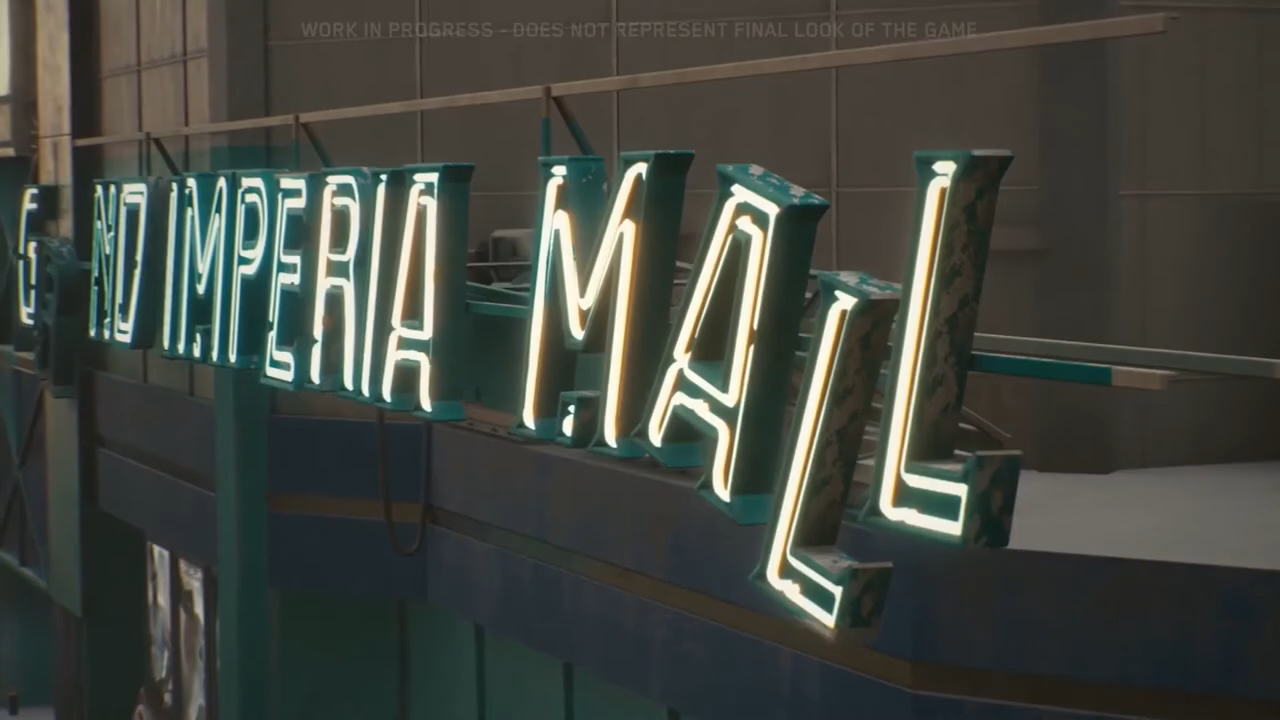 WORK IN PROGRESS - DOES NOT REPRESENT FINAL LOOK OF THE GAME
G ND IMPERIA MALL